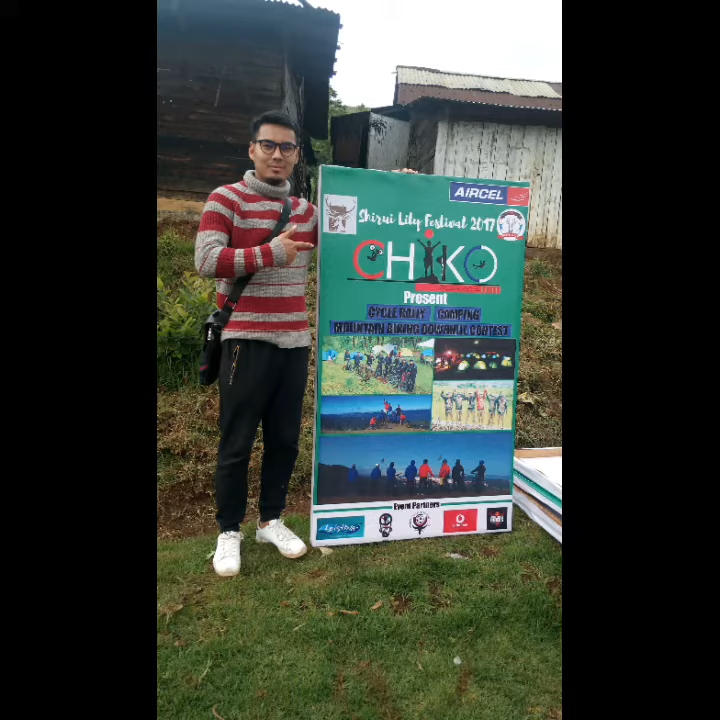 AIRCEL
Shirui Lily Festival 2017
CHIKO
Present
CYCLE RALLY CAMPING
MOUNTAIN BIKING DOWNHILL CONTEST
Event Partners